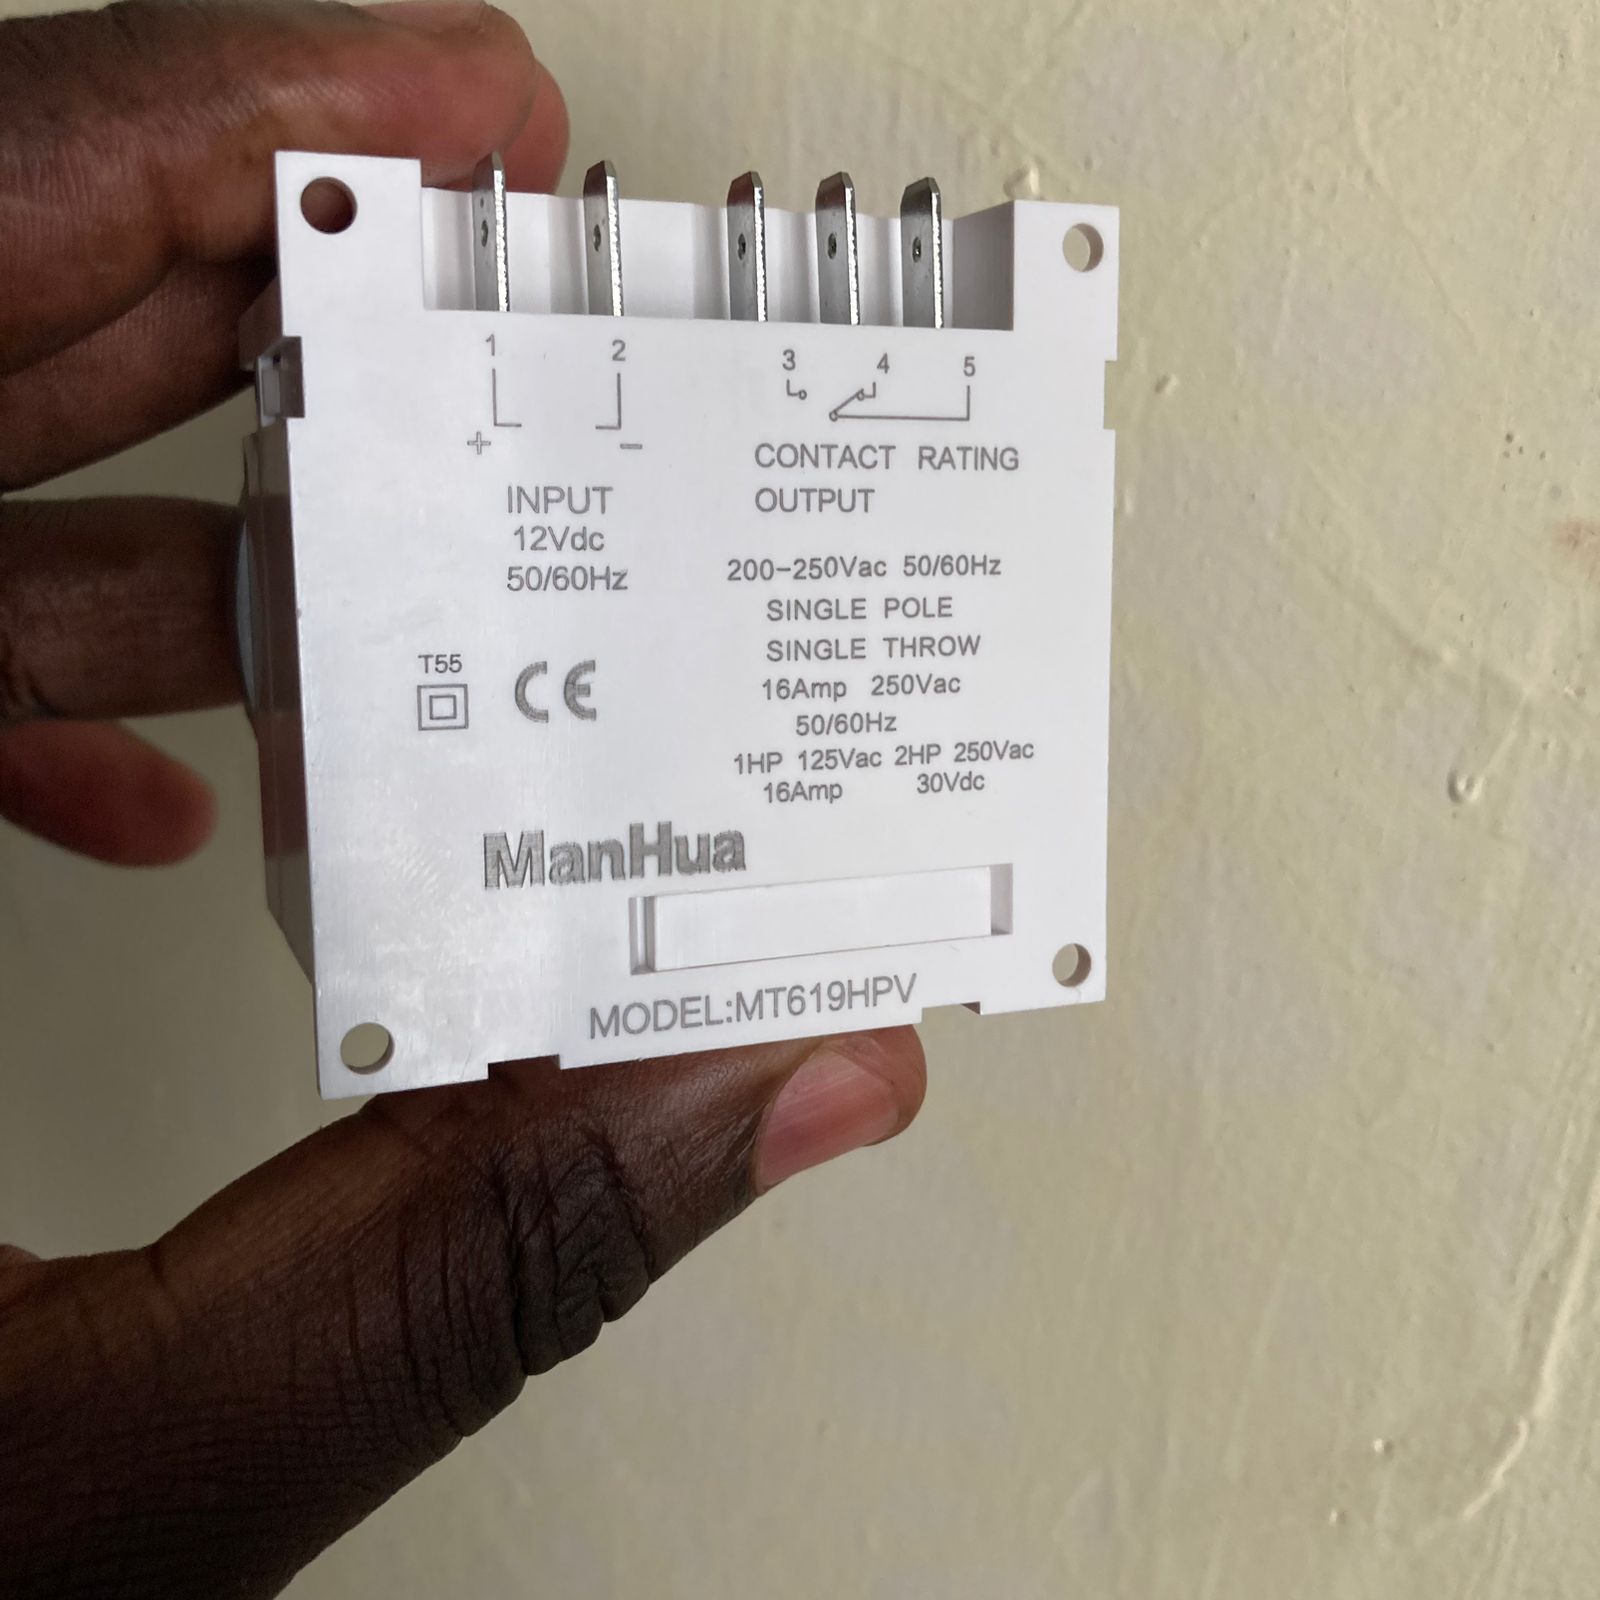 1 2 3 4 5
+ −
INPUT
12Vdc
50/60Hz
CONTACT RATING
OUTPUT
200-250Vac 50/60Hz
SINGLE POLE
SINGLE THROW
16Amp 250Vac
50/60Hz
1HP 125Vac 2HP 250Vac
16Amp 30Vdc
T55
CE
ManHua
MODEL:MT619HPV